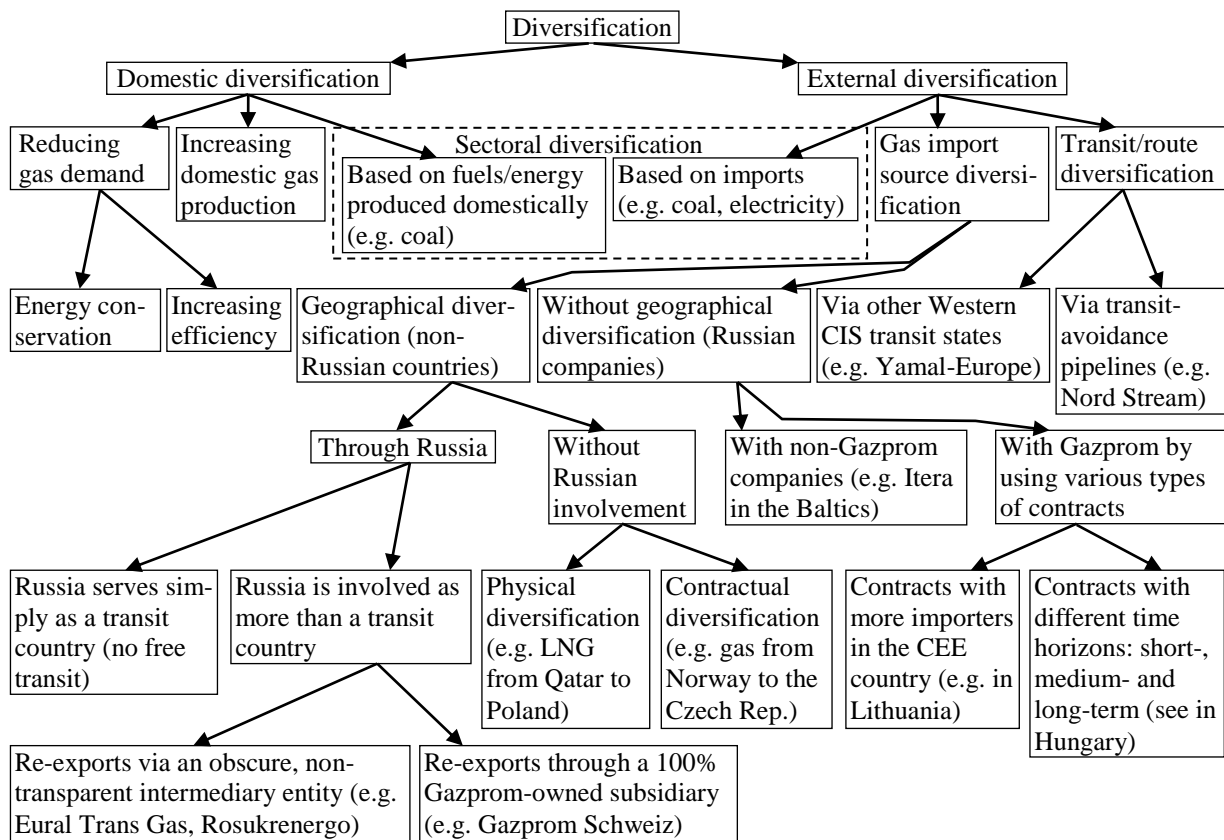 Diversification
Domestic diversification
External diversification
Reducing
gas demand
Increasing
domestic gas
production
Sectoral diversification
Based on fuels/energy
produced domestically
(e.g. coal)
Based on imports
(e.g. coal, electricity)
Gas import
source diversi-
fication
Transit/route
diversification
Energy con-
servation
Increasing
efficiency
Geographical diver-
sification (non-
Russian countries)
Without geographical
diversification (Russian
companies)
Via other Western
CIS transit states
(e.g. Yamal-Europe)
Via transit-
avoidance
pipelines (e.g.
Nord Stream)
Through Russia
Without
Russian
involvement
With non-Gazprom
companies (e.g. Itera
in the Baltics)
With Gazprom by
using various types
of contracts
Russia serves sim-
ply as a transit
country (no free
transit)
Russia is involved as
more than a transit
country
Physical
diversification
(e.g. LNG
from Qatar to
Poland)
Contractual
diversification
(e.g. gas from
Norway to the
Czech Rep.)
Contracts with
more importers
in the CEE
country (e.g. in
Lithuania)
Contracts with
different time
horizons: short-,
medium- and
long-term (see in
Hungary)
Re-exports via an obscure, non-
transparent intermediary entity (e.g.
Eural Trans Gas, Rosukrenergo)
Re-exports through a 100%
Gazprom-owned subsidiary
(e.g. Gazprom Schweiz)